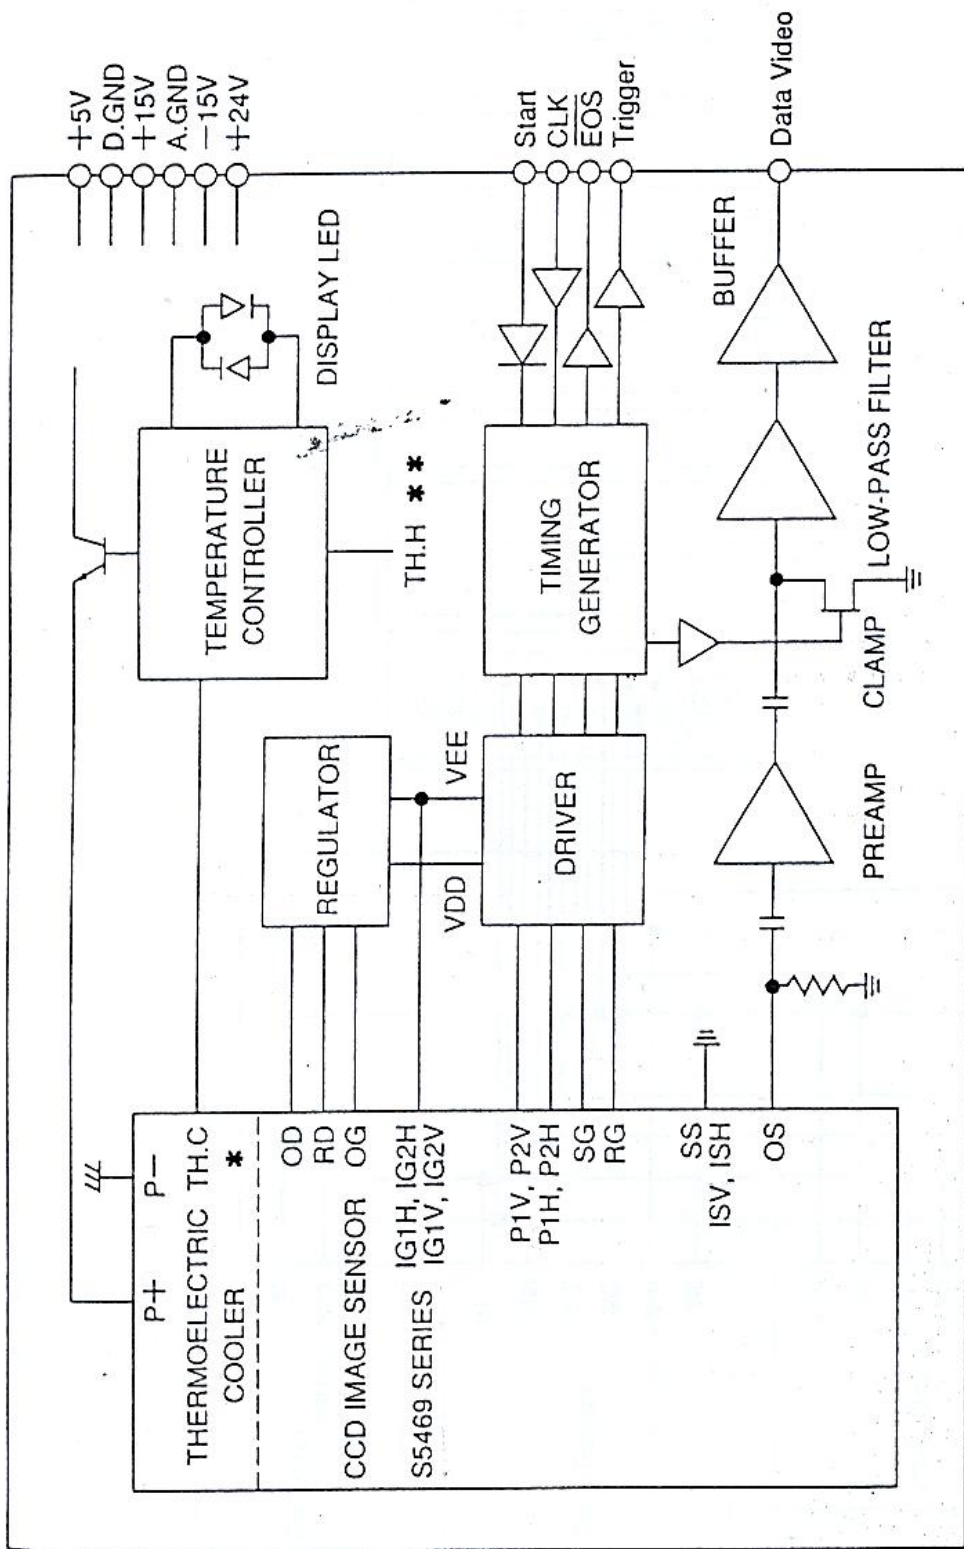 +5V
D.GND
+15V
A.GND
−15V
+24V
Start
CLK
EOS
Trigger
Data Video
DISPLAY LED
TEMPERATURE
CONTROLLER
TH.H **
TIMING
GENERATOR
BUFFER
LOW-PASS FILTER
CLAMP
PREAMP
REGULATOR
VEE
VDD
DRIVER
P+ P−
THERMOELECTRIC TH.C
COOLER *
OD
RD
CCD IMAGE SENSOR OG
IG1H, IG2H
S5469 SERIES IG1V, IG2V
P1V, P2V
P1H, P2H
SG
RG
SS
ISV, ISH
OS